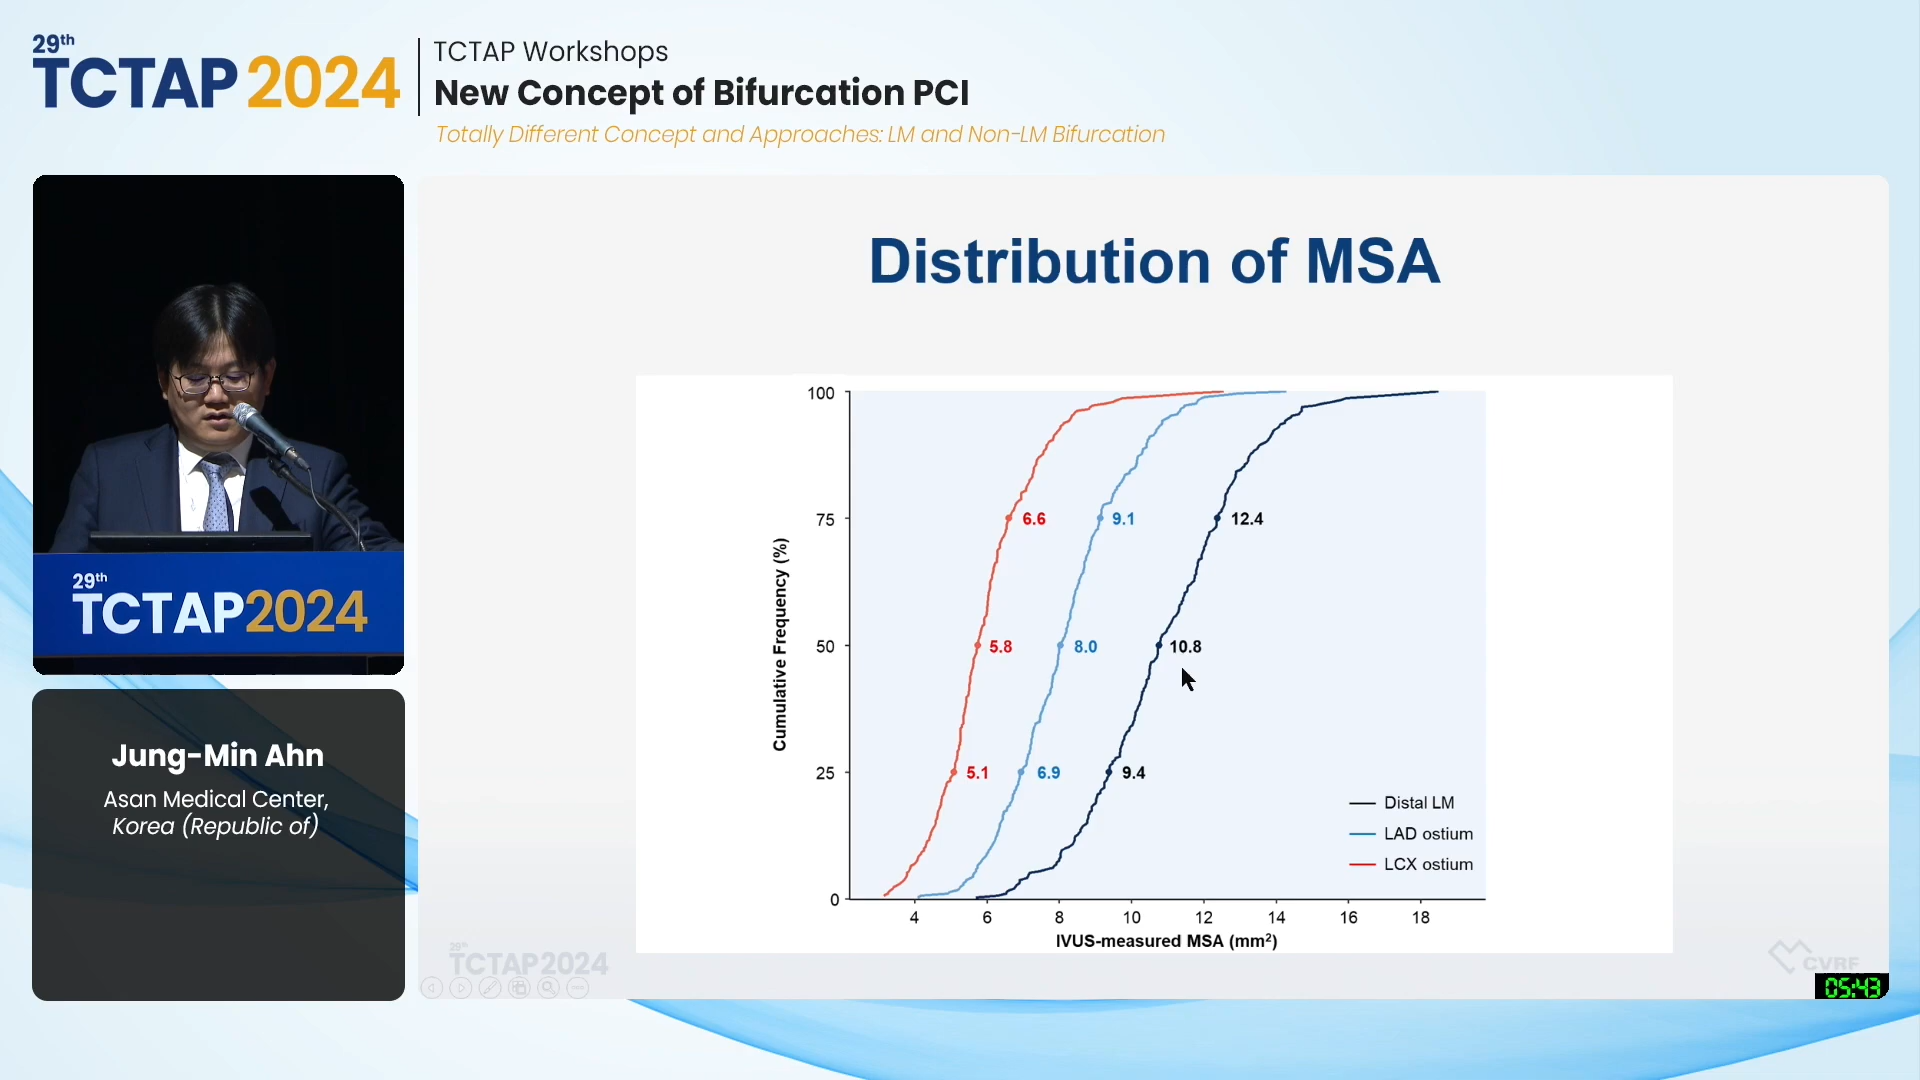 29th
TCTAP 2024
TCTAP Workshops
New Concept of Bifurcation PCI
Totally Different Concept and Approaches: LM and Non-LM Bifurcation
29th
TCTAP2024
Jung-Min Ahn
Asan Medical Center,
Korea (Republic of)
Distribution of MSA
Cumulative Frequency (%)
100
75
50
25
0
6.6
9.1
12.4
5.8
8.0
10.8
5.1
6.9
9.4
Distal LM
LAD ostium
LCX ostium
4 6 8 10 12 14 16 18
IVUS-measured MSA (mm²)
29th
TCTAP2024
CVRF
05:43